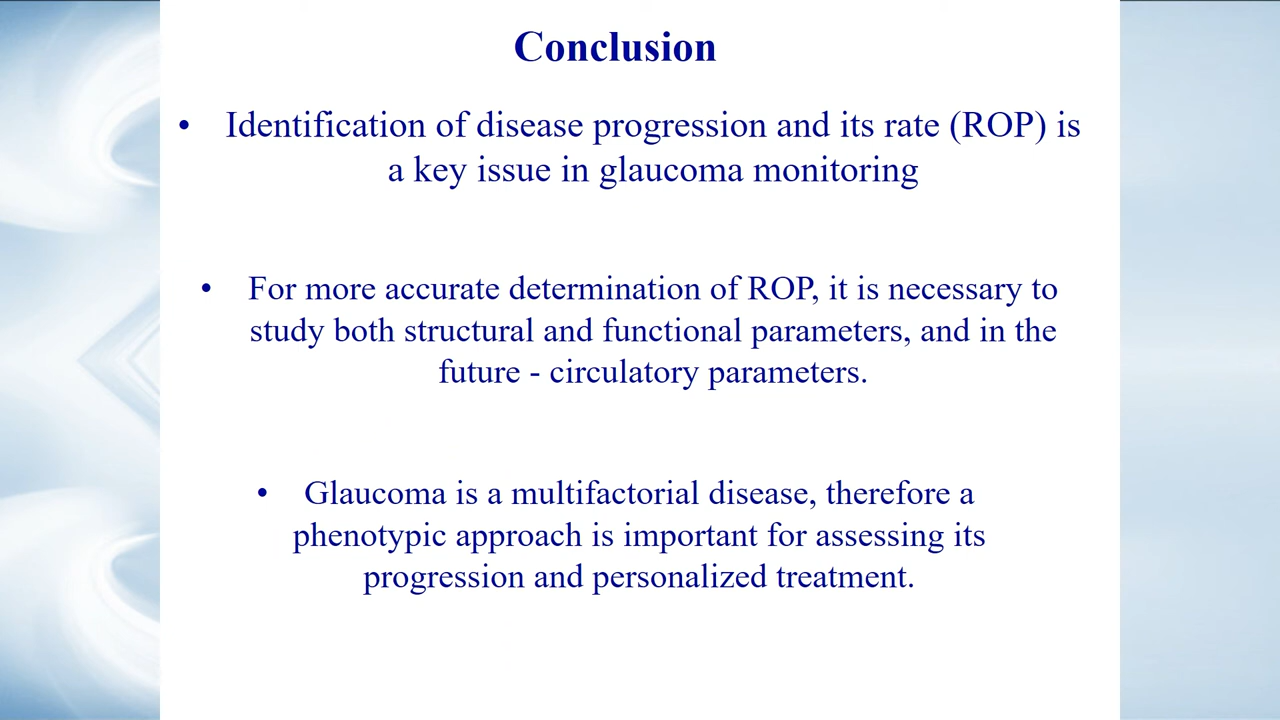 Conclusion
• Identification of disease progression and its rate (ROP) is
a key issue in glaucoma monitoring
• For more accurate determination of ROP, it is necessary to
study both structural and functional parameters, and in the
future - circulatory parameters.
• Glaucoma is a multifactorial disease, therefore a
phenotypic approach is important for assessing its
progression and personalized treatment.